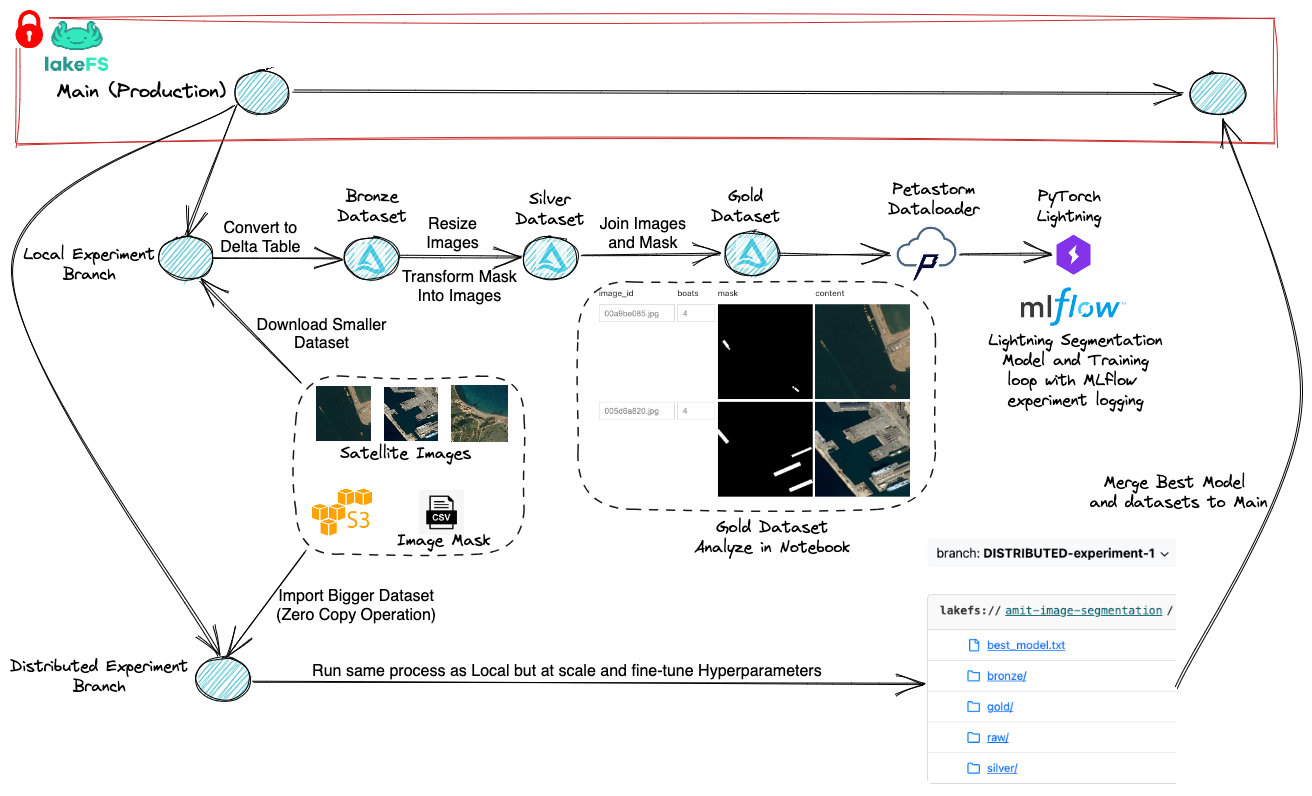 lakeFS
Main (Production)
Bronze
Dataset
Silver
Dataset
Gold
Dataset
Petastorm
Dataloader
PyTorch
Lightning
Local Experiment
Branch
Convert to
Delta Table
Resize
Images
Transform Mask
Into Images
Join Images
and Mask
mlflow™
Lightning Segmentation
Model and Training
loop with MLflow
experiment logging
image_id boats mask content
00a9be085.jpg 4
005d6a820.jpg 4
Gold Dataset
Analyze in Notebook
Download Smaller
Dataset
Satellite Images
S3
CSV
Image Mask
Import Bigger Dataset
(Zero Copy Operation)
Merge Best Model
and datasets to Main
Distributed Experiment
Branch
Run same process as Local but at scale and fine-tune Hyperparameters
branch: DISTRIBUTED-experiment-1
lakefs:// amit-image-segmentation /
best_model.txt
bronze/
gold/
raw/
silver/